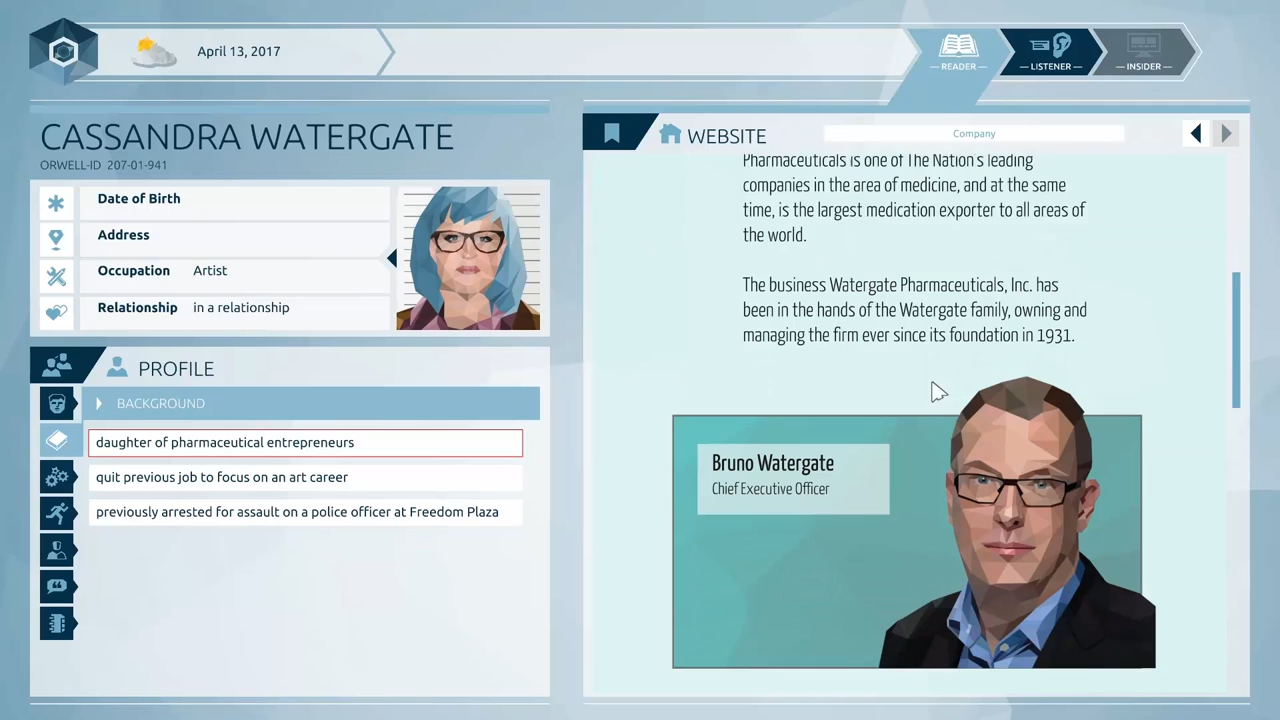 April 13, 2017
— READER —
— LISTENER —
— INSIDER —
CASSANDRA WATERGATE
ORWELL-ID 207-01-941
Date of Birth
Address
Occupation Artist
Relationship in a relationship
PROFILE
BACKGROUND
daughter of pharmaceutical entrepreneurs
quit previous job to focus on an art career
previously arrested for assault on a police officer at Freedom Plaza
WEBSITE
Company
Pharmaceuticals is one of The Nation's leading
companies in the area of medicine, and at the same
time, is the largest medication exporter to all areas of
the world.
The business Watergate Pharmaceuticals, Inc. has
been in the hands of the Watergate family, owning and
managing the firm ever since its foundation in 1931.
Bruno Watergate
Chief Executive Officer